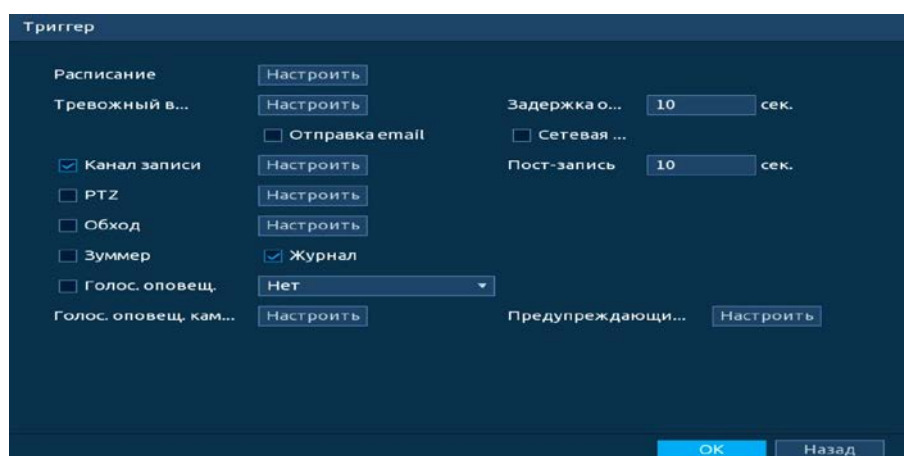 Триггер
Расписание Настроить
Тревожный в... Настроить Задержка о... 10 сек.
Отправка email Сетевая ...
Канал записи Настроить Пост-запись 10 сек.
PTZ Настроить
Обход Настроить
Зуммер Журнал
Голос. оповещ. Нет
Голос. оповещ. кам... Настроить Предупреждающи... Настроить
OK Назад